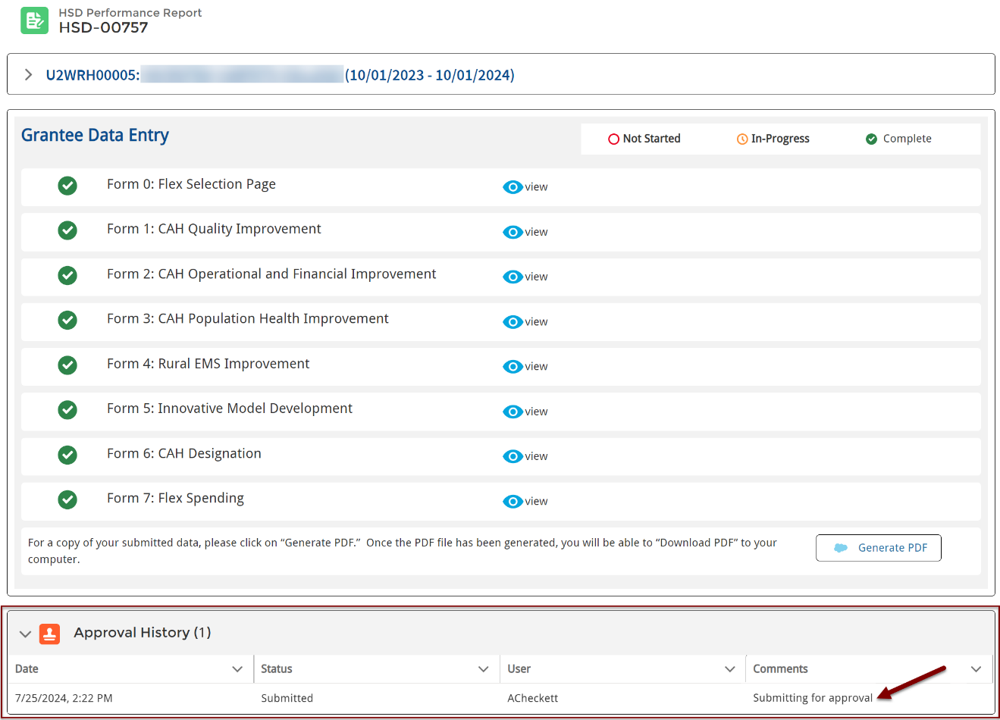 HSD Performance Report
HSD-00757
U2WRH00005: (10/01/2023 - 10/01/2024)
Grantee Data Entry
Not Started In-Progress Complete
Form 0: Flex Selection Page view
Form 1: CAH Quality Improvement view
Form 2: CAH Operational and Financial Improvement view
Form 3: CAH Population Health Improvement view
Form 4: Rural EMS Improvement view
Form 5: Innovative Model Development view
Form 6: CAH Designation view
Form 7: Flex Spending view
For a copy of your submitted data, please click on “Generate PDF.”  Once the PDF file has been generated, you will be able to “Download PDF” to your
computer.
Generate PDF
Approval History (1)
Date Status User Comments
7/25/2024, 2:22 PM Submitted ACheckett Submitting for approval